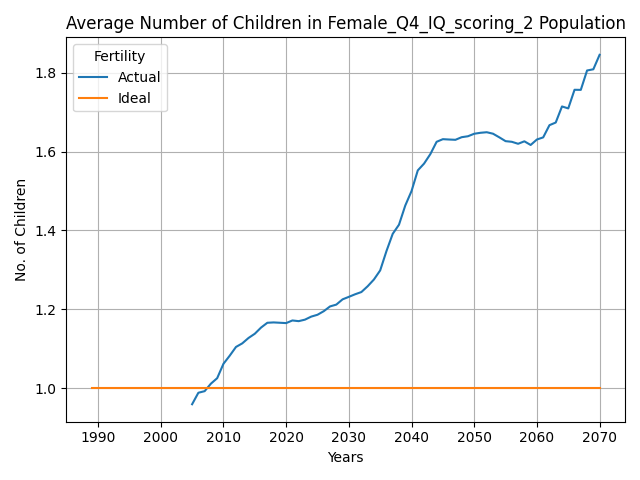 Average Number of Children in Female_Q4_IQ_scoring_2 Population
Fertility
Actual
Ideal
No. of Children
1.8
1.6
1.4
1.2
1.0
1990 2000 2010 2020 2030 2040 2050 2060 2070
Years